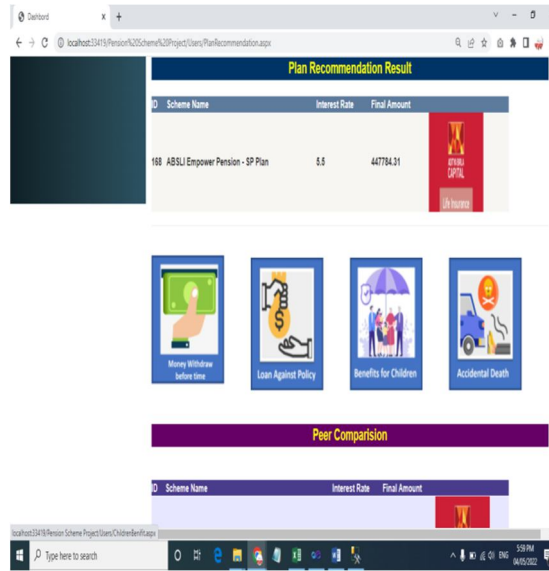 Dashbord
localhost:33419/Pension%20Scheme%20Project/Users/PlanRecommendation.aspx
Plan Recommendation Result
ID Scheme Name Interest Rate Final Amount
168 ABSLI Empower Pension - SP Plan 5.5 447784.31
ADITYA BIRLA
CAPITAL
Life Insurance
Money Withdraw
before time
Loan Against Policy
Benefits for Children
Accidental Death
Peer Comparision
ID Scheme Name Interest Rate Final Amount
localhost:33419/Pension Scheme Project/Users/ChildrenBenifit.aspx
Type here to search
ENG
5:59 PM
04/05/2022